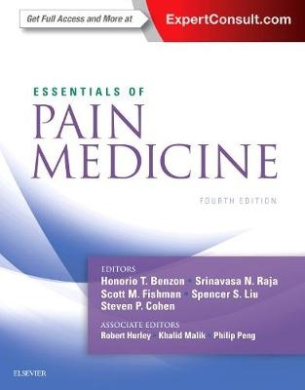 Get Full Access and More at
ExpertConsult.com
ESSENTIALS OF
PAIN
MEDICINE
FOURTH EDITION
EDITORS
Honorio T. Benzon • Srinavasa N. Raja
Scott M. Fishman • Spencer S. Liu
Steven P. Cohen
ASSOCIATE EDITORS
Robert Hurley Khalid Malik Philip Peng
ELSEVIER